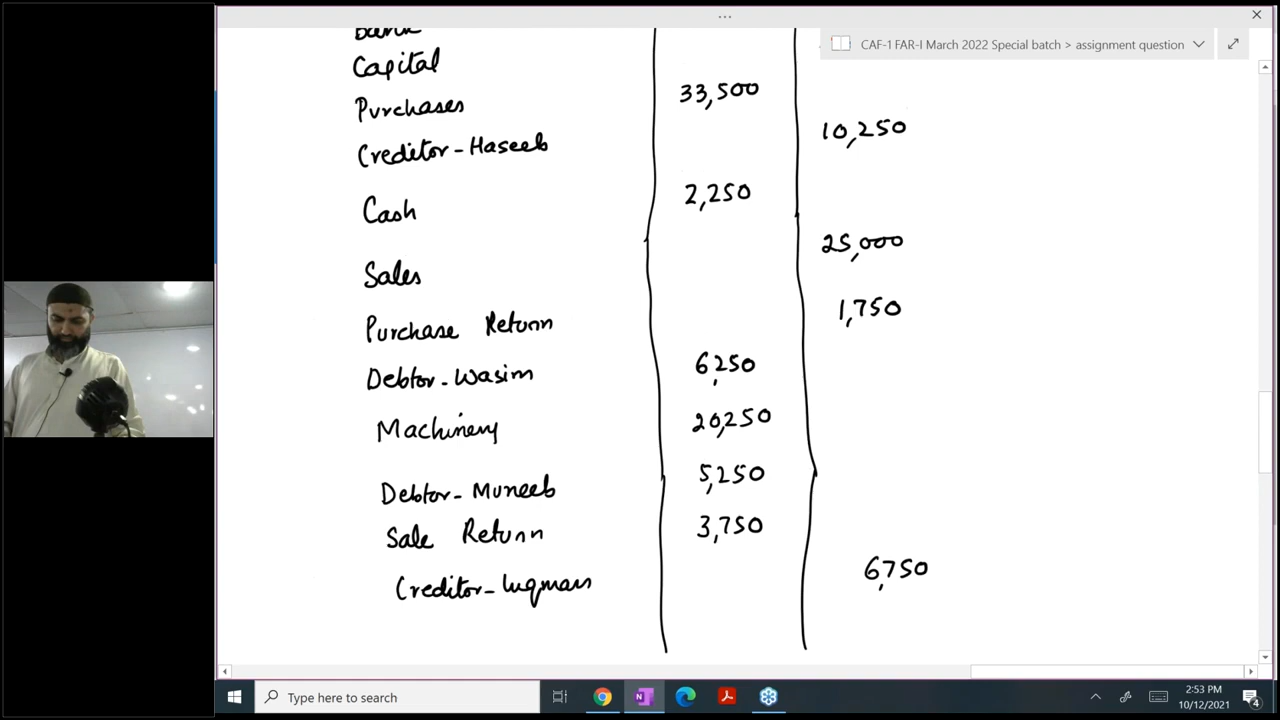 ...
CAF-1 FAR-I March 2022 Special batch > assignment question
Bank
Capital
Purchases 33,500
Creditor-Haseeb 10,250
Cash 2,250
Sales 25,000
Purchase Return 1,750
Debtor-Wasim 6,250
Machinery 20,250
Debtor-Muneeb 5,250
Sale Return 3,750
Creditor-luqman 6,750
Type here to search
2:53 PM
10/12/2021
4